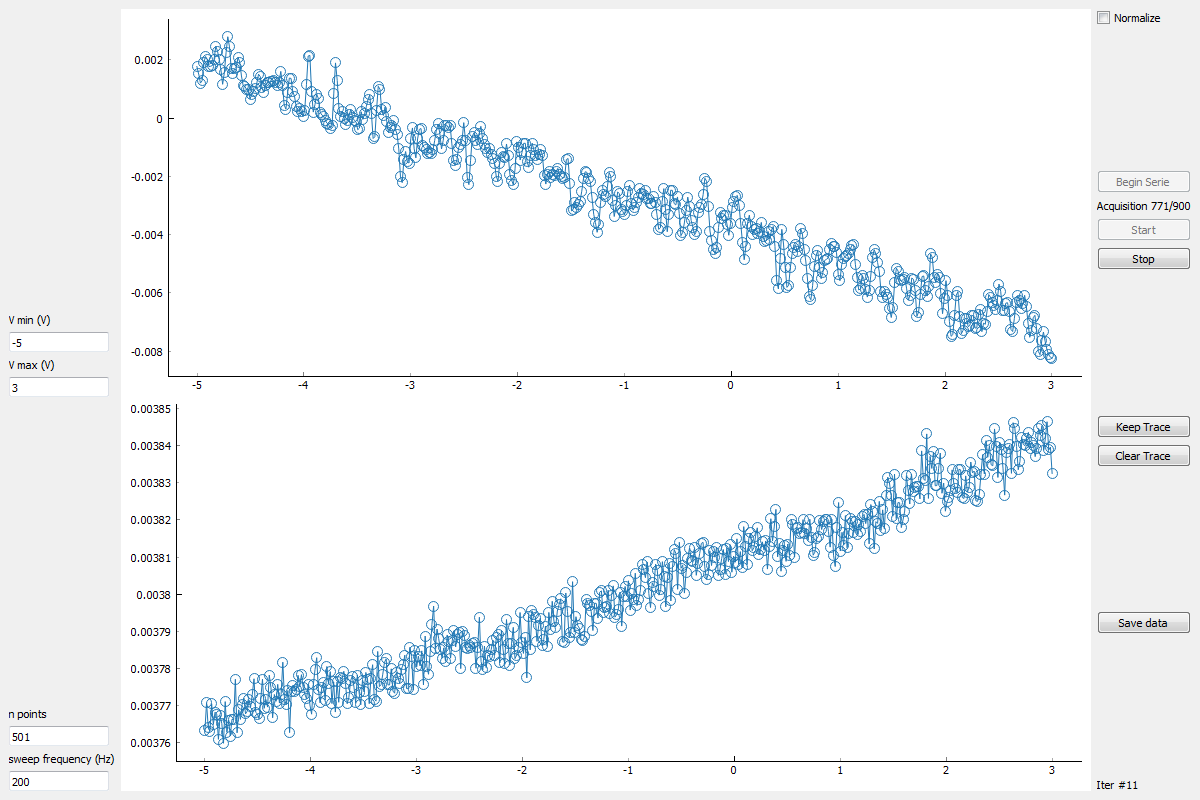 Normalize
0.002
0
-0.002
-0.004
-0.006
-0.008
-5 -4 -3 -2 -1 0 1 2 3
Begin Serie
Acquisition 771/900
Start
Stop
V min (V)
-5
V max (V)
3
0.00385
0.00384
0.00383
0.00382
0.00381
0.0038
0.00379
0.00378
0.00377
0.00376
-5 -4 -3 -2 -1 0 1 2 3
Keep Trace
Clear Trace
Save data
n points
501
sweep frequency (Hz)
200
Iter #11